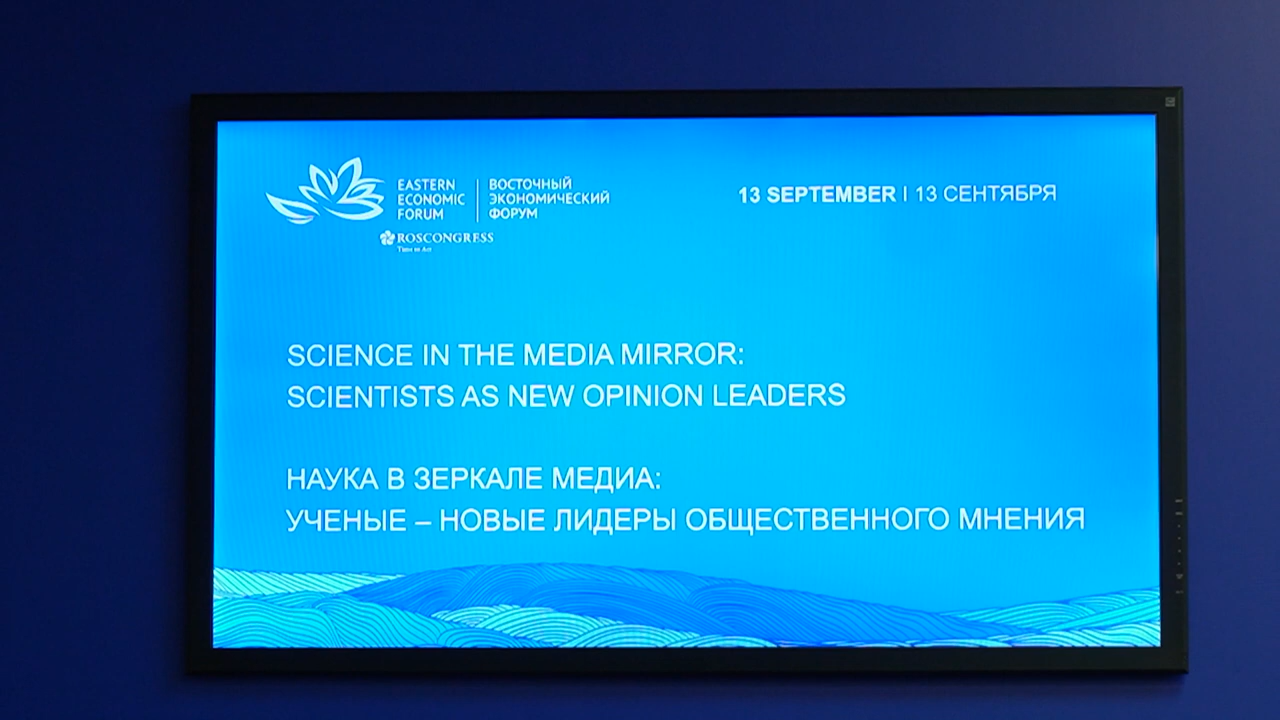 EASTERN
ECONOMIC
FORUM
ВОСТОЧНЫЙ
ЭКОНОМИЧЕСКИЙ
ФОРУМ
ROSCONGRESS
13 SEPTEMBER | 13 СЕНТЯБРЯ
SCIENCE IN THE MEDIA MIRROR:
SCIENTISTS AS NEW OPINION LEADERS
НАУКА В ЗЕРКАЛЕ МЕДИА:
УЧЕНЫЕ – НОВЫЕ ЛИДЕРЫ ОБЩЕСТВЕННОГО МНЕНИЯ